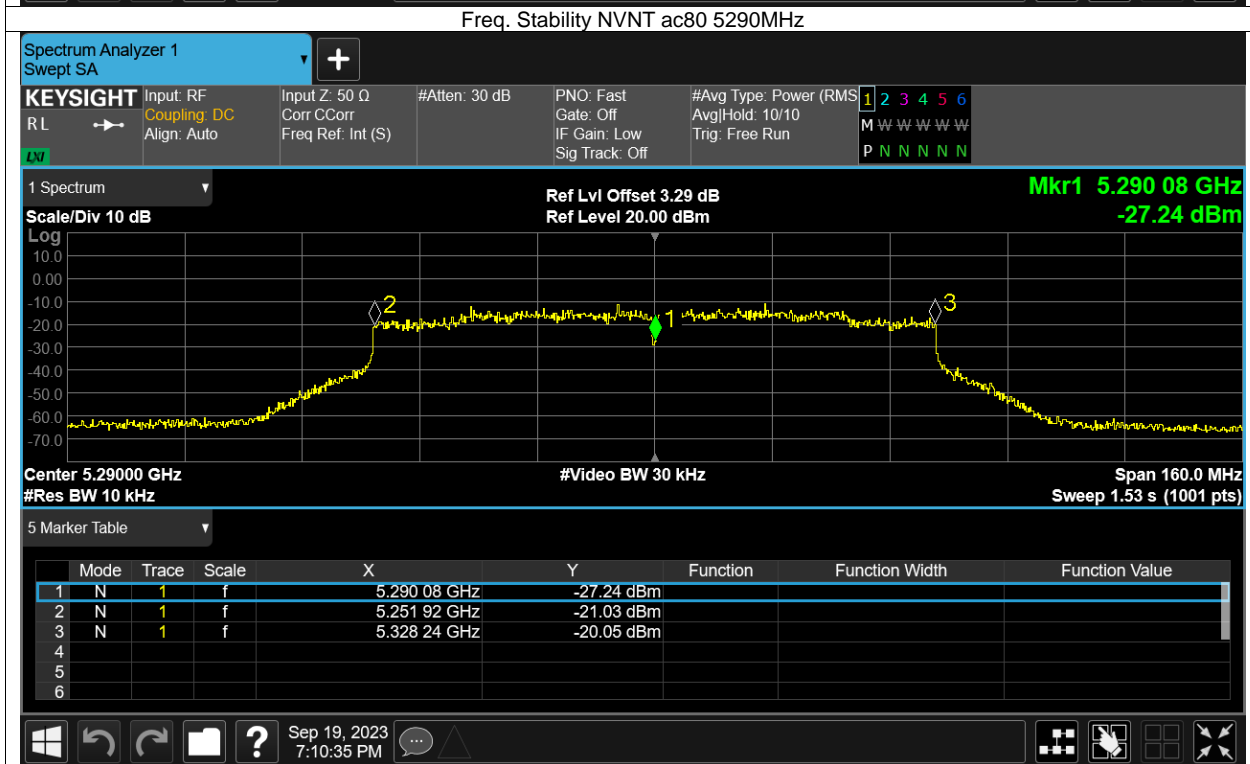 Freq. Stability NVNT ac80 5290MHz
Spectrum Analyzer 1
Swept SA
KEYSIGHT
RL
LXI
Input: RF
Coupling: DC
Align: Auto
Input Z: 50 Ω
Corr CCorr
Freq Ref: Int (S)
#Atten: 30 dB
PNO: Fast
Gate: Off
IF Gain: Low
Sig Track: Off
#Avg Type: Power (RMS
Avg|Hold: 10/10
Trig: Free Run
1 2 3 4 5 6
M W W W W W
P N N N N N
1 Spectrum
Scale/Div 10 dB
Ref Lvl Offset 3.29 dB
Ref Level 20.00 dBm
Mkr1 5.290 08 GHz
-27.24 dBm
Log
10.0
0.00
-10.0
-20.0
-30.0
-40.0
-50.0
-60.0
-70.0
2
1
3
Center 5.29000 GHz
#Video BW 30 kHz
Span 160.0 MHz
#Res BW 10 kHz
Sweep 1.53 s (1001 pts)
5 Marker Table
Mode Trace Scale X Y Function Function Width Function Value
1 N 1 f 5.290 08 GHz -27.24 dBm
2 N 1 f 5.251 92 GHz -21.03 dBm
3 N 1 f 5.328 24 GHz -20.05 dBm
4
5
6
?
Sep 19, 2023
7:10:35 PM